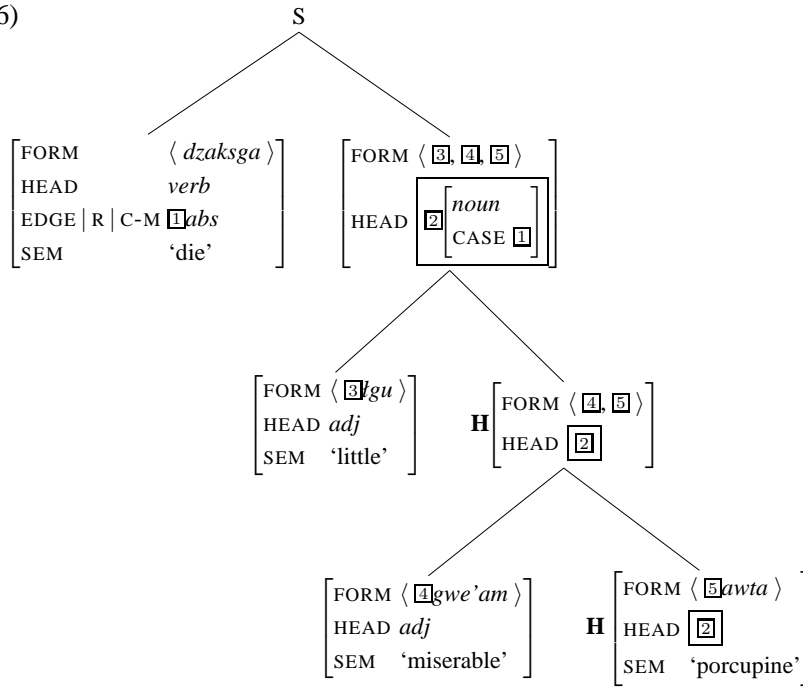 6)
S
FORM ⟨ dzaksga ⟩
HEAD verb
EDGE | R | C-M 1 abs
SEM ‘die’
FORM ⟨ 3, 4, 5 ⟩
HEAD 2 noun
CASE 1
FORM ⟨ 3 łgu ⟩
HEAD adj
SEM ‘little’
H
FORM ⟨ 4, 5 ⟩
HEAD 2
FORM ⟨ 4 gwe’am ⟩
HEAD adj
SEM ‘miserable’
H
FORM ⟨ 5 awta ⟩
HEAD 2
SEM ‘porcupine’